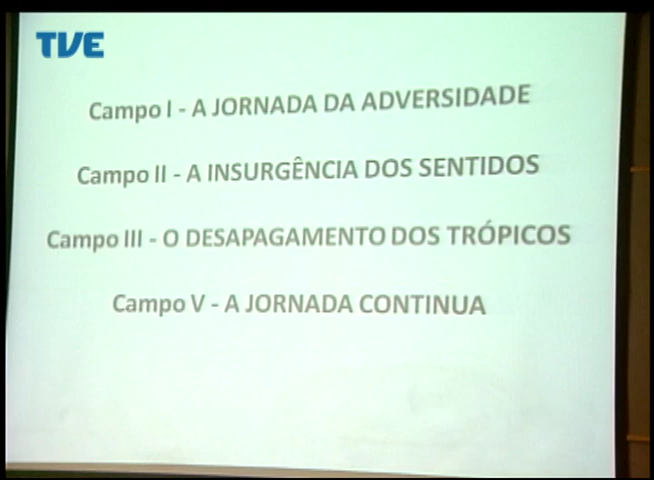 TVE
Campo I - A JORNADA DA ADVERSIDADE
Campo II - A INSURGÊNCIA DOS SENTIDOS
Campo III - O DESAPAGAMENTO DOS TRÓPICOS
Campo V - A JORNADA CONTINUA